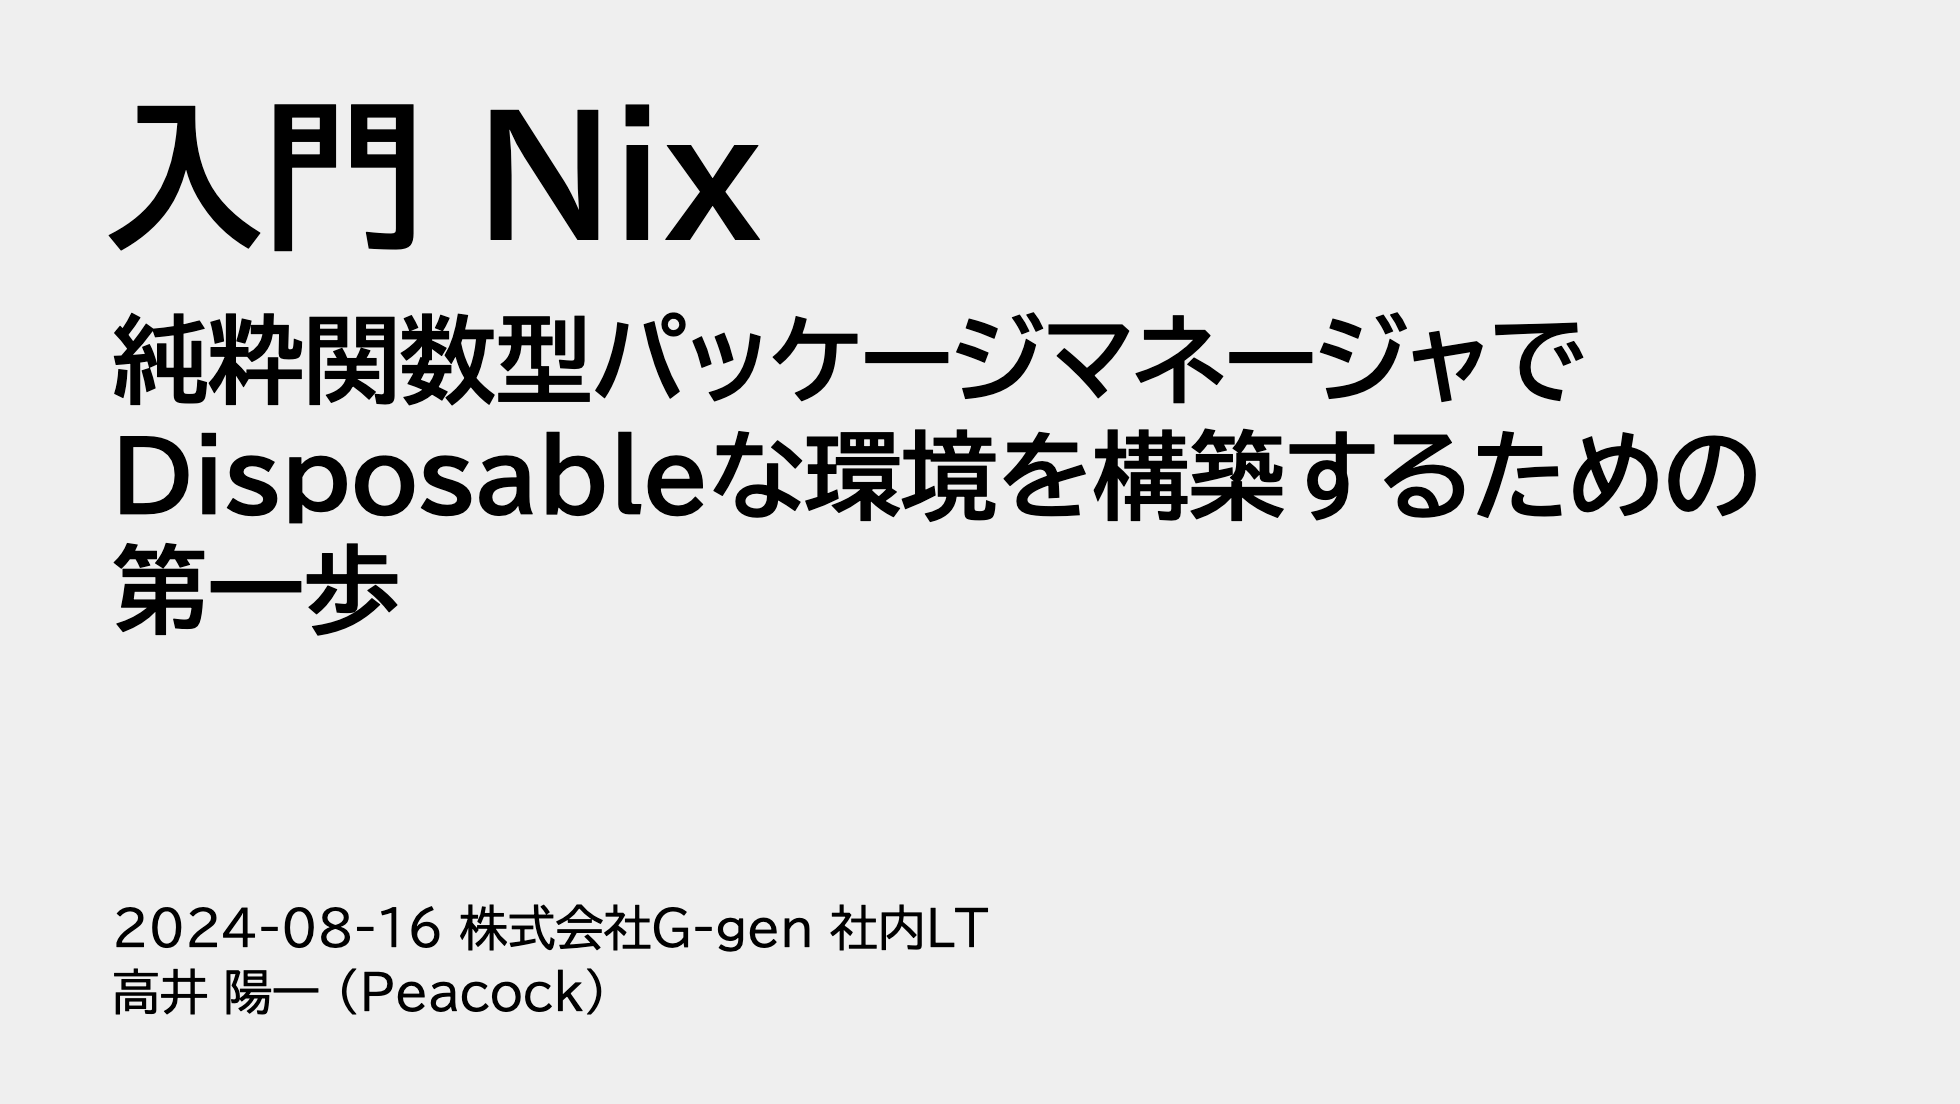 入門 Nix
純粋関数型パッケージマネージャで
Disposableな環境を構築するための
第一歩
2024-08-16 株式会社G-gen 社内LT
高井 陽一（Peacock）